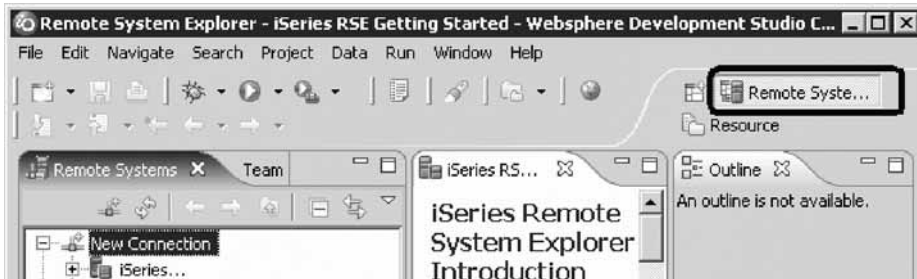 Remote System Explorer - iSeries RSE Getting Started - Websphere Development Studio C...
File Edit Navigate Search Project Data Run Window Help
Remote Syste...
Resource
Remote Systems Team
iSeries RS...
Outline
New Connection
iSeries...
iSeries Remote
System Explorer
Introduction
An outline is not available.